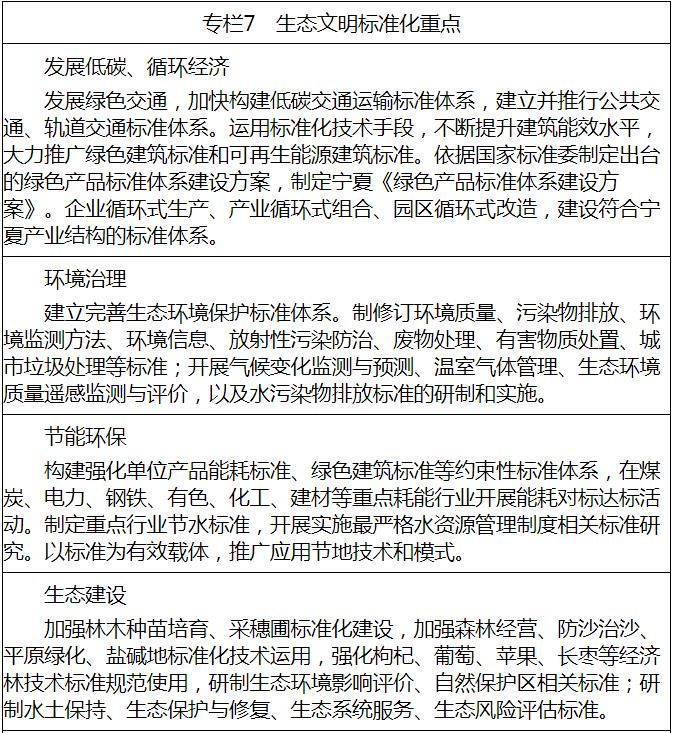 专栏7　生态文明标准化重点
发展低碳、循环经济
发展绿色交通，加快构建低碳交通运输标准体系，建立并推行公共交
通、轨道交通标准体系。运用标准化技术手段，不断提升建筑能效水平，
大力推广绿色建筑标准和可再生能源建筑标准。依据国家标准委制定出台
的绿色产品标准体系建设方案，制定宁夏《绿色产品标准体系建设方
案》。企业循环式生产、产业循环式组合、园区循环式改造，建设符合宁
夏产业结构的标准体系。
环境治理
建立完善生态环境保护标准体系。制修订环境质量、污染物排放、环
境监测方法、环境信息、放射性污染防治、废物处理、有害物质处置、城
市垃圾处理等标准；开展气候变化监测与预测、温室气体管理、生态环境
质量遥感监测与评价，以及水污染物排放标准的研制和实施。
节能环保
构建强化单位产品能耗标准、绿色建筑标准等约束性标准体系，在煤
炭、电力、钢铁、有色、化工、建材等重点耗能行业开展能耗对标达标活
动。制定重点行业节水标准，开展实施最严格水资源管理制度相关标准研
究。以标准为有效载体，推广应用节地技术和模式。
生态建设
加强林木种苗培育、采穗圃标准化建设，加强森林经营、防沙治沙、
平原绿化、盐碱地标准化技术运用，强化枸杞、葡萄、苹果、长枣等经济
林技术标准规范使用，研制生态环境影响评价、自然保护区相关标准；研
制水土保持、生态保护与修复、生态系统服务、生态风险评估标准。